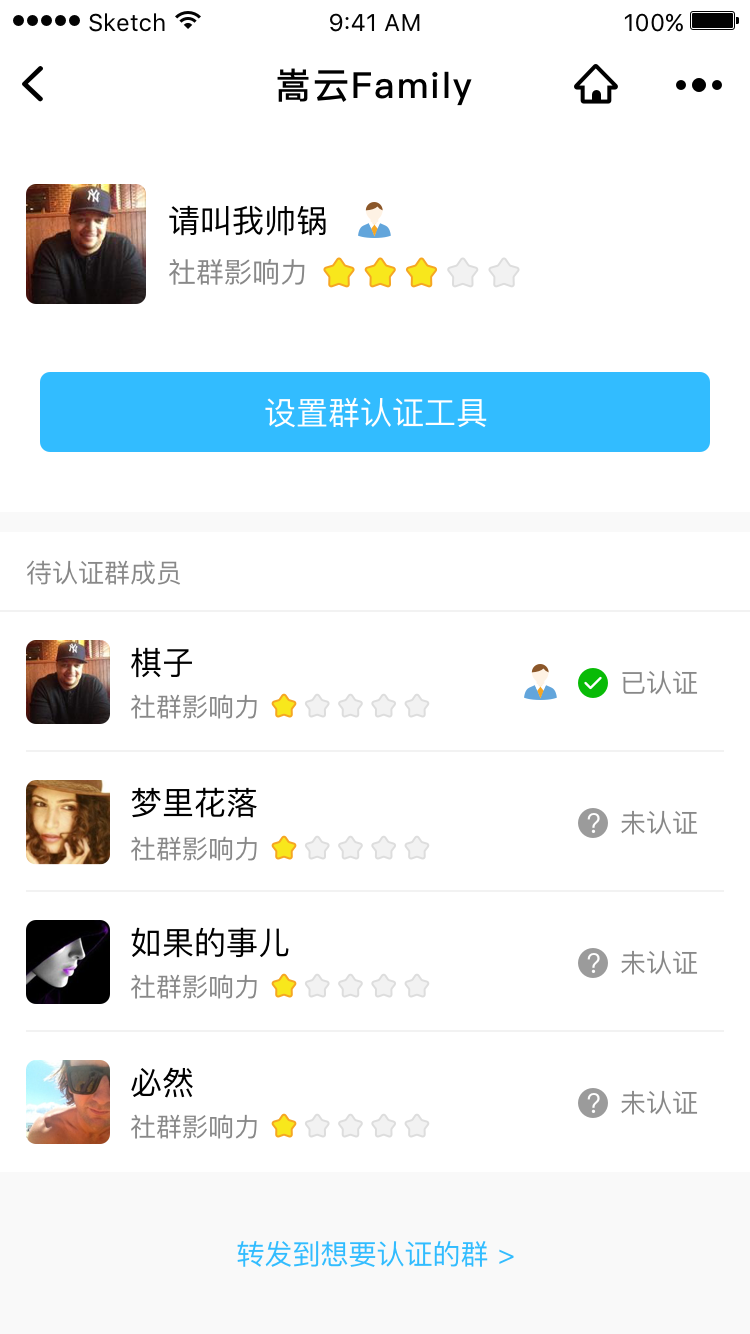 Sketch 9:41 AM 100%
嵩云Family
请叫我帅锅
社群影响力
设置群认证工具
待认证群成员
棋子
社群影响力
已认证
梦里花落
社群影响力
未认证
如果的事儿
社群影响力
未认证
必然
社群影响力
未认证
转发到想要认证的群 >